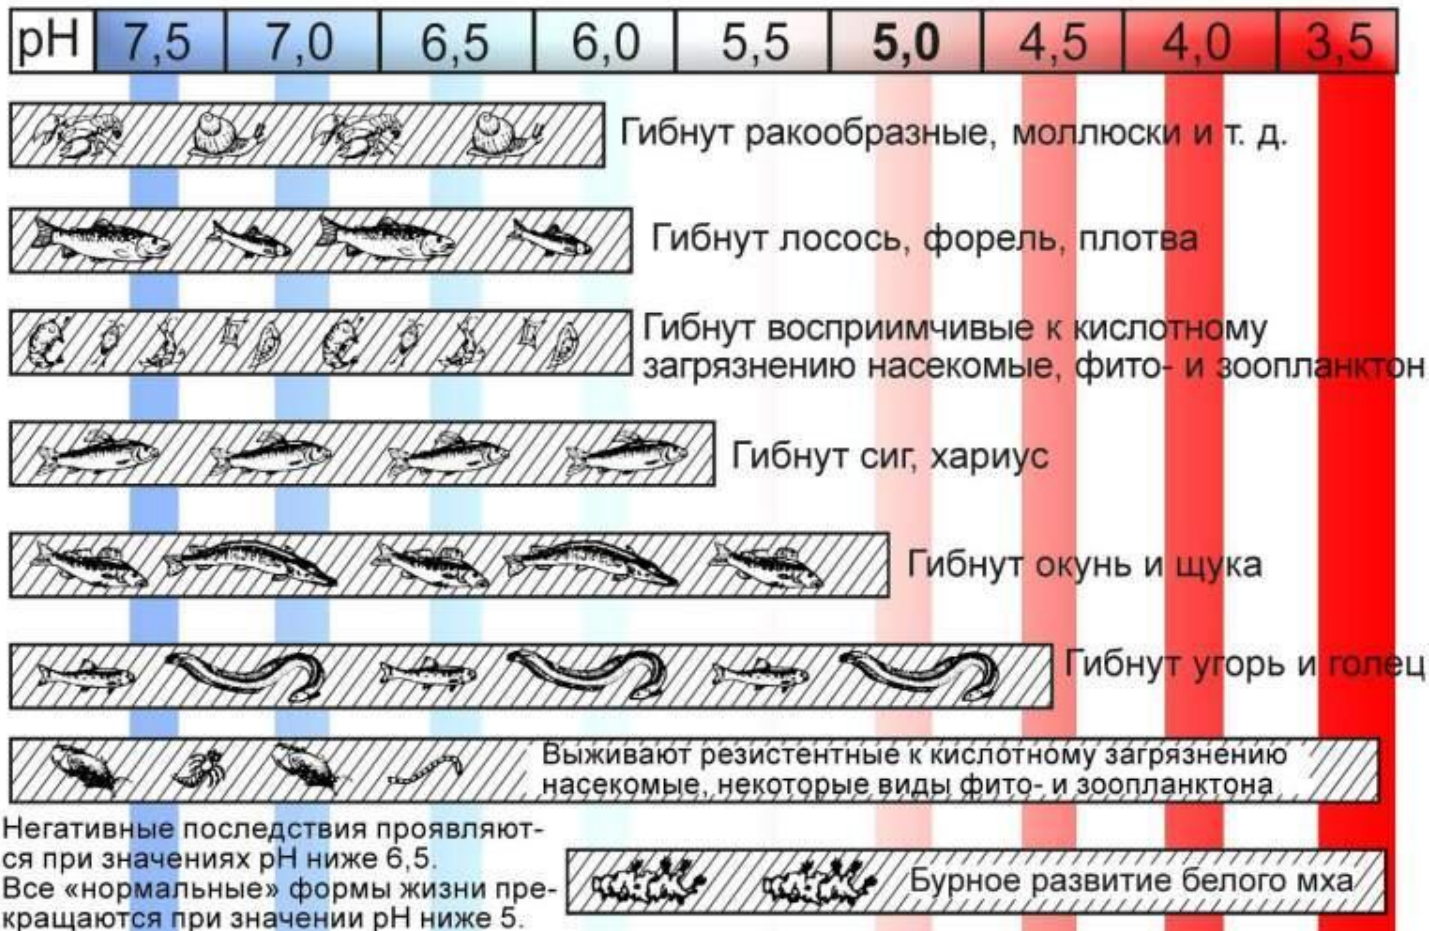 pH 7,5 7,0 6,5 6,0 5,5 5,0 4,5 4,0 3,5
Гибнут ракообразные, моллюски и т. д.
Гибнут лосось, форель, плотва
Гибнут восприимчивые к кислотному
загрязнению насекомые, фито- и зоопланктон
Гибнут сиг, хариус
Гибнут окунь и щука
Гибнут угорь и голец
Выживают резистентные к кислотному загрязнению
насекомые, некоторые виды фито- и зоопланктона
Негативные последствия проявляют-
ся при значениях pH ниже 6,5.
Все «нормальные» формы жизни пре-
кращаются при значении pH ниже 5.
Бурное развитие белого мха